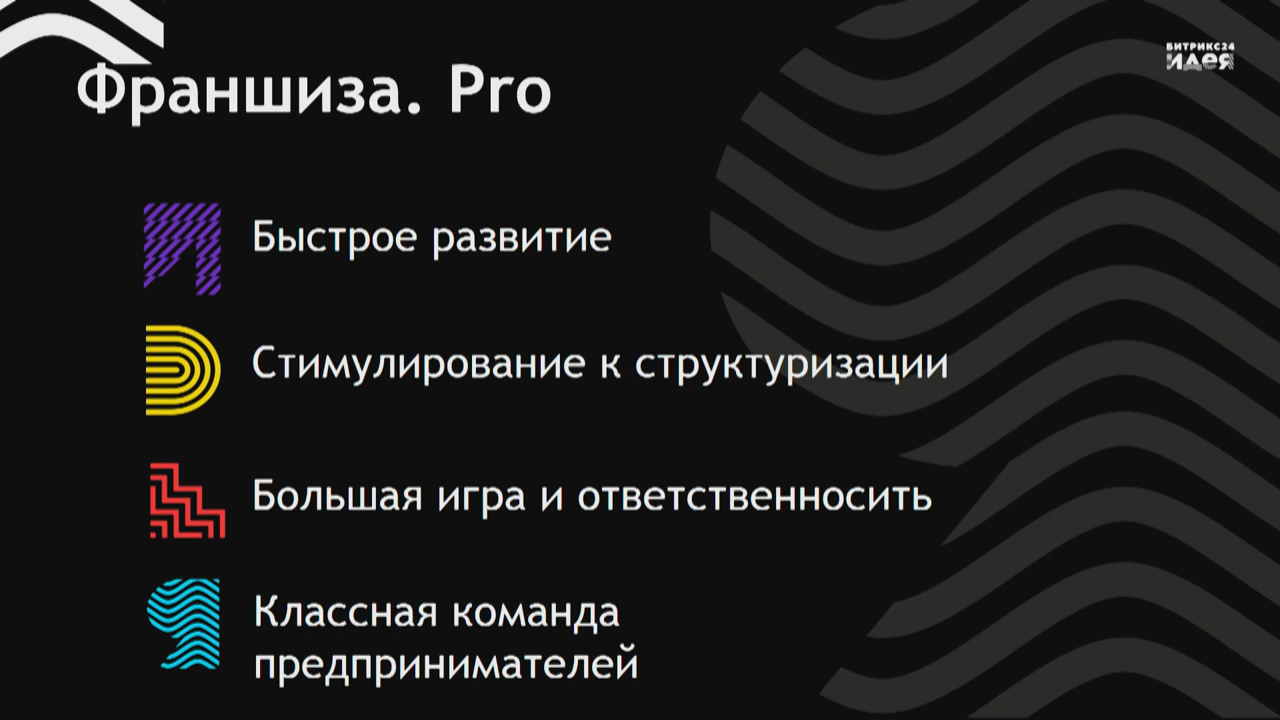 БИТРИКС24
идея
Франшиза. Pro
Быстрое развитие
Стимулирование к структуризации
Большая игра и ответственносить
Классная команда
предпринимателей